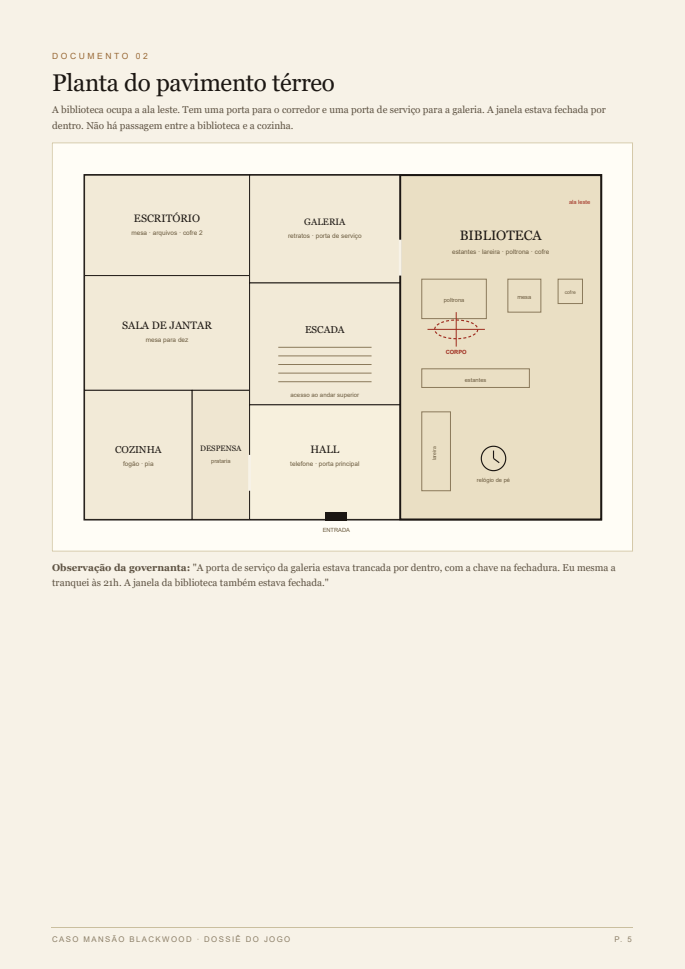 DOCUMENTO 02
Planta do pavimento térreo
A biblioteca ocupa a ala leste. Tem uma porta para o corredor e uma porta de serviço para a galeria. A janela estava fechada por
dentro. Não há passagem entre a biblioteca e a cozinha.
ESCRITÓRIO
mesa · arquivos · cofre 2
GALERIA
retratos · porta de serviço
ala leste
BIBLIOTECA
estantes · lareira · poltrona · cofre
poltrona
mesa
cofre
CORPO
estantes
lareira
relógio de pé
SALA DE JANTAR
mesa para dez
ESCADA
acesso ao andar superior
COZINHA
fogão · pia
DESPENSA
prataria
HALL
telefone · porta principal
ENTRADA
Observação da governanta: "A porta de serviço da galeria estava trancada por dentro, com a chave na fechadura. Eu mesma a
tranquei às 21h. A janela da biblioteca também estava fechada."
CASO MANSÃO BLACKWOOD · DOSSIÊ DO JOGO
P. 5